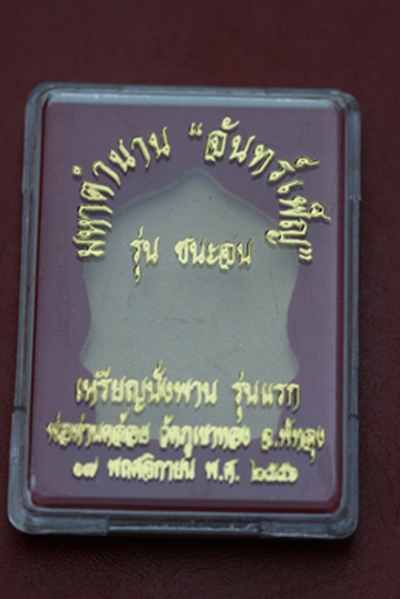 มหาตำนาน “จันทร์เพ็ญ”
รุ่น ชนะจน
เหรียญนั่งพาน รุ่นแรก
พ่อท่านคล้อย วัดภูเขาทอง จ.พัทลุง
๑๗ พฤศจิกายน พ.ศ. ๒๕๕๖